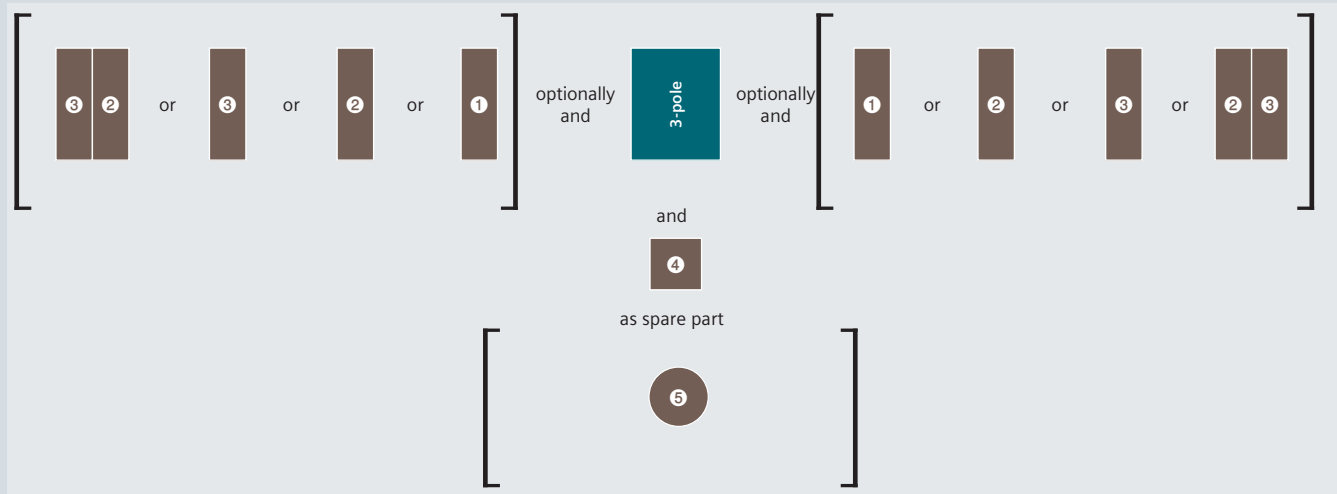 ❸ ❷ or ❸ or ❷ or ❶ optionally and 3-pole optionally and ❶ or ❷ or ❸ or ❷ ❸
and
❹
as spare part
❺